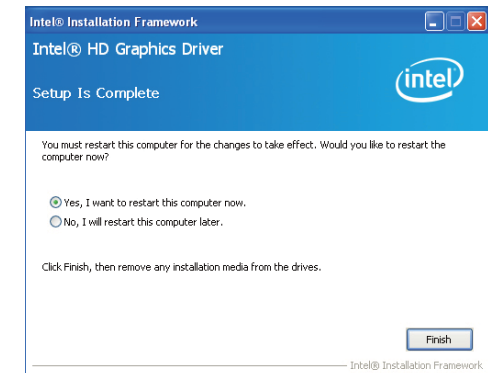 Intel® Installation Framework
Intel® HD Graphics Driver
Setup Is Complete
intel®
You must restart this computer for the changes to take effect. Would you like to restart the
computer now?
Yes, I want to restart this computer now.
No, I will restart this computer later.
Click Finish, then remove any installation media from the drives.
Finish
Intel® Installation Framework